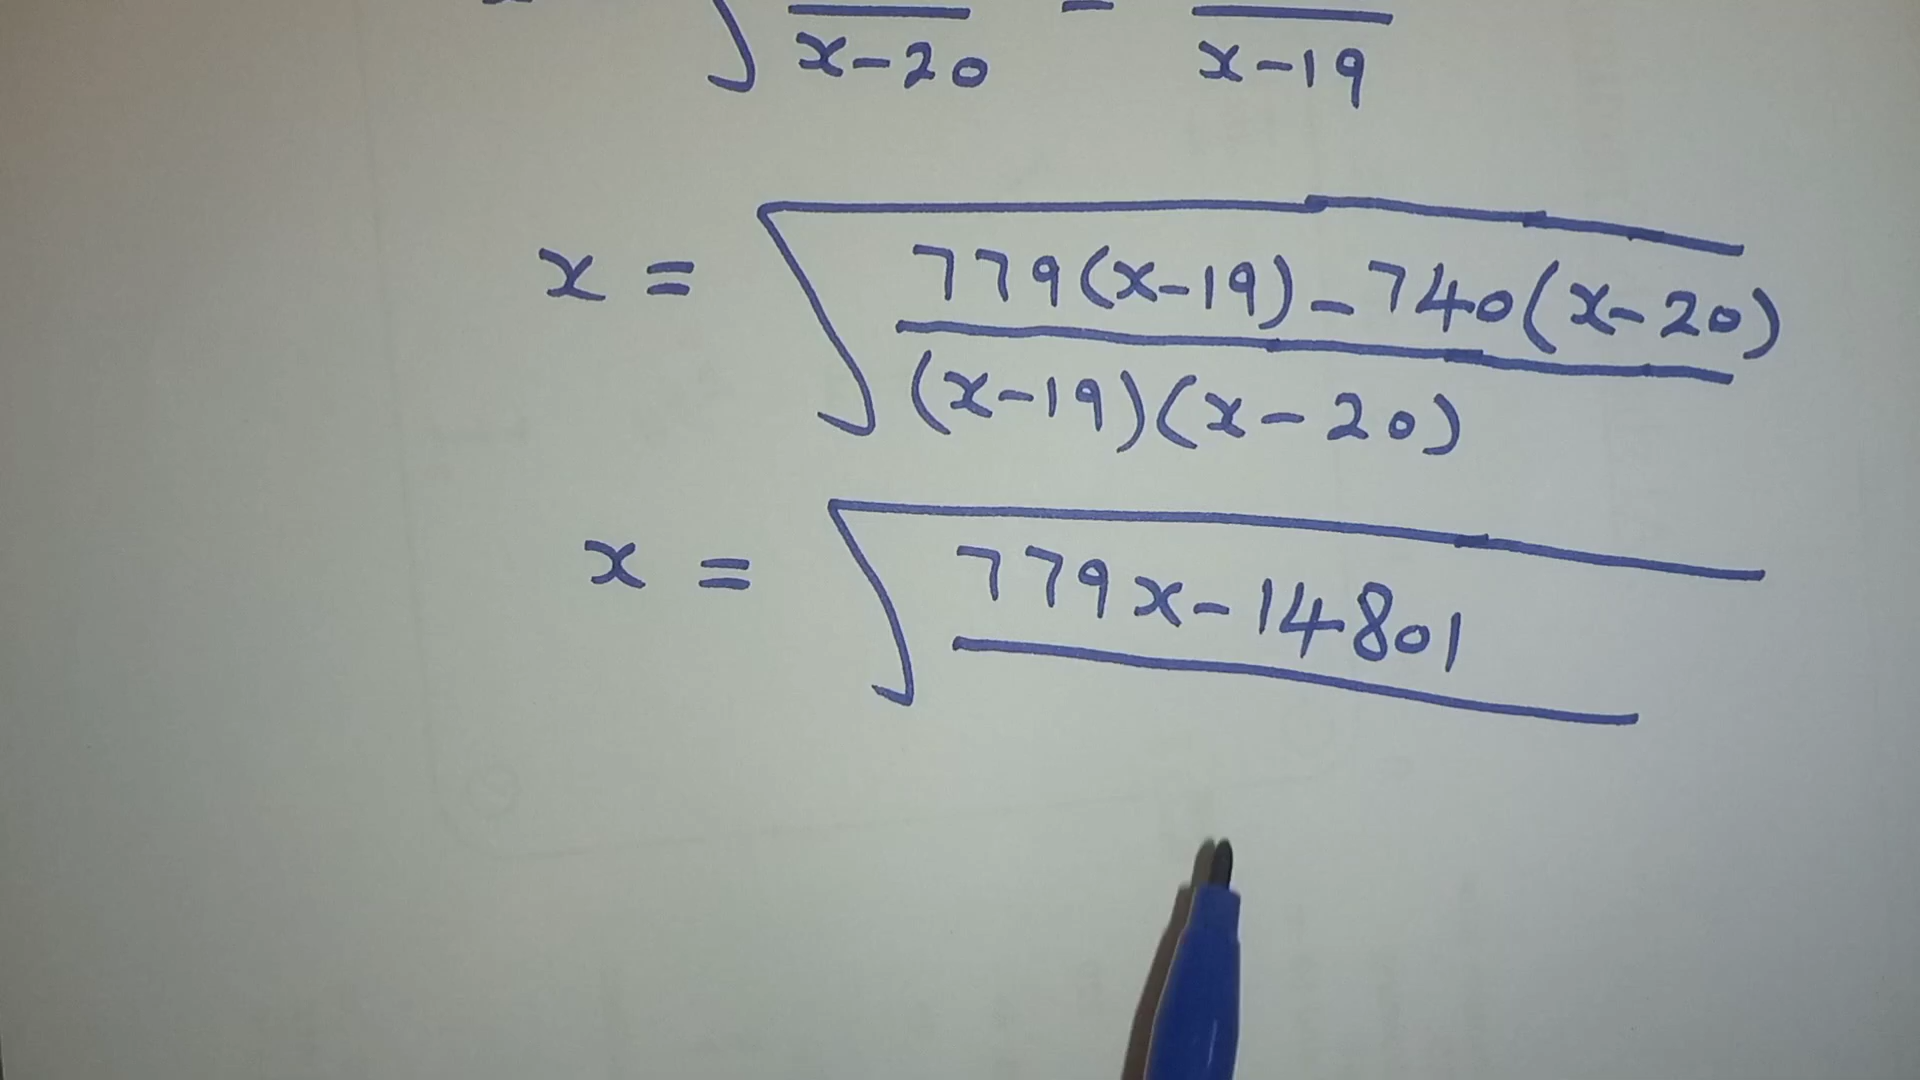 x-20 - x-19
x = √ 779(x-19)-740(x-20)
(x-19)(x-20)
x = √ 779x-14801